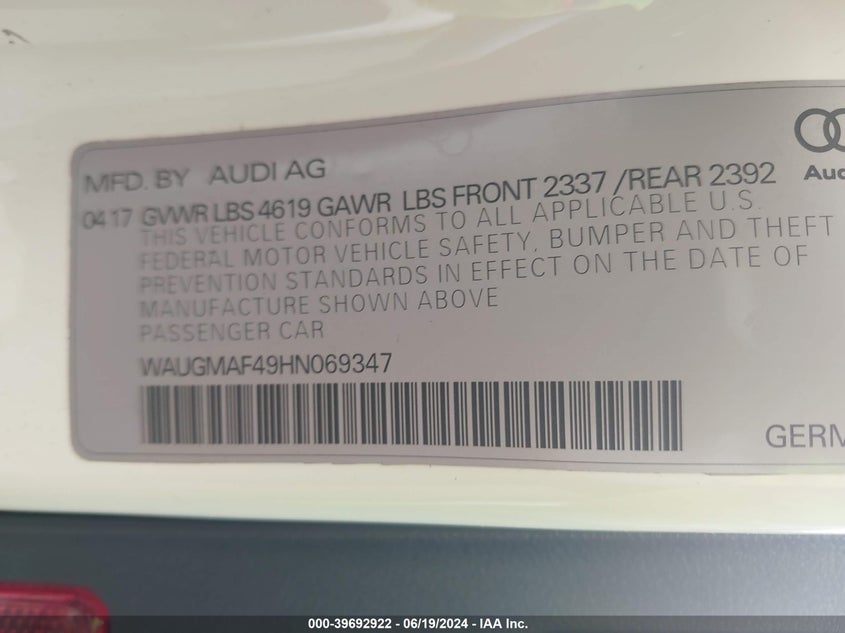 MFD. BY AUDI AG
04 17 GVWR LBS 4619 GAWR LBS FRONT 2337 /REAR 2392
THIS VEHICLE CONFORMS TO ALL APPLICABLE U.S.
FEDERAL MOTOR VEHICLE SAFETY, BUMPER AND THEFT
PREVENTION STANDARDS IN EFFECT ON THE DATE OF
MANUFACTURE SHOWN ABOVE
PASSENGER CAR
WAUGMAF49HN069347
Aud
GERM
000-39692922 - 06/19/2024 - IAA Inc.